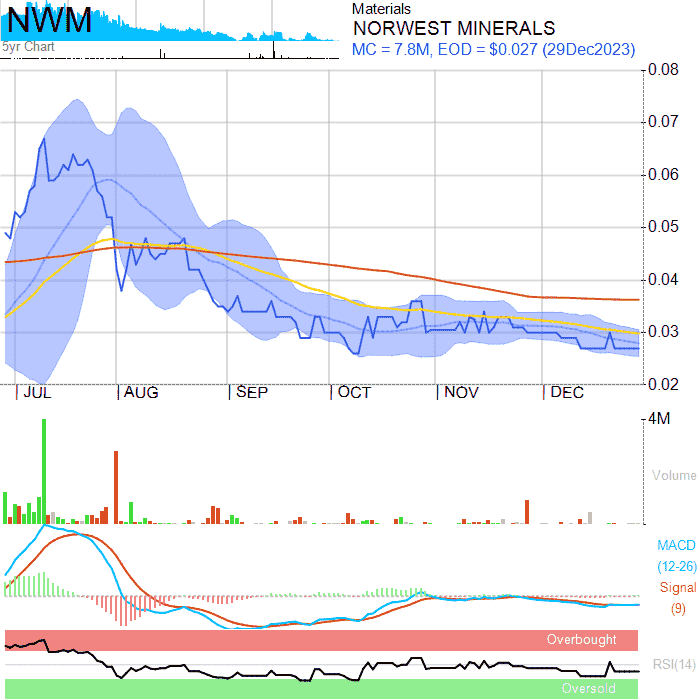 NWM
5yr Chart
Materials
NORWEST MINERALS
MC = 7.8M, EOD = $0.027 (29Dec2023)
0.08
0.07
0.06
0.05
0.04
0.03
0.02
JUL AUG SEP OCT NOV DEC
4M
Volume
MACD
(12-26)
Signal
(9)
Overbought
RSI(14)
Oversold